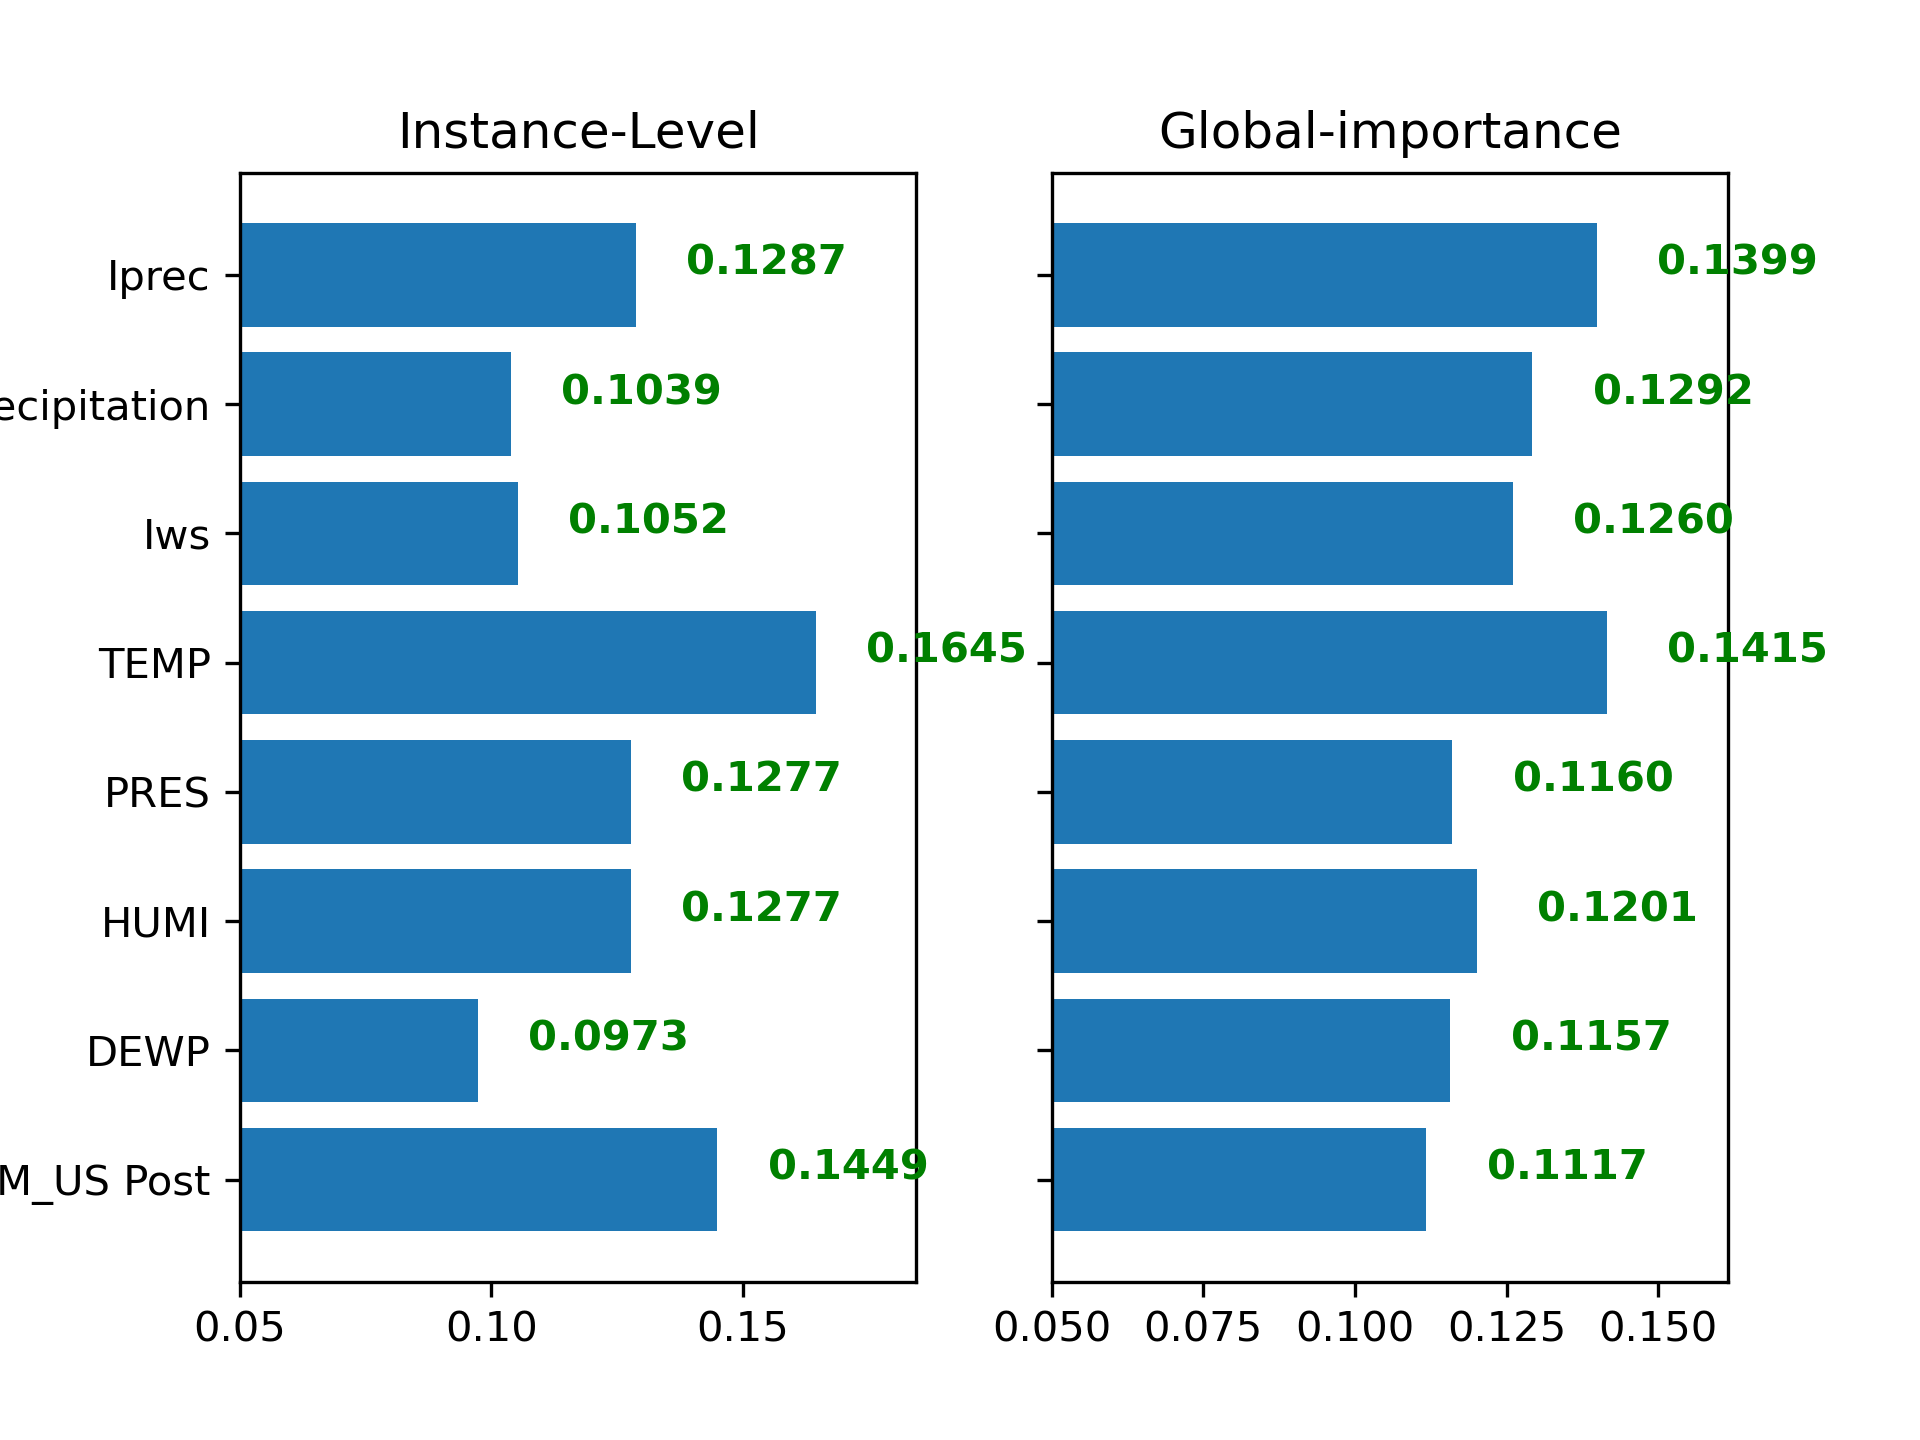 Instance-Level
Iprec
0.1287
ecipitation
0.1039
Iws
0.1052
TEMP
0.1645
PRES
0.1277
HUMI
0.1277
DEWP
0.0973
M_US Post
0.1449
0.05 0.10 0.15
Global-importance
0.1399
0.1292
0.1260
0.1415
0.1160
0.1201
0.1157
0.1117
0.050 0.075 0.100 0.125 0.150